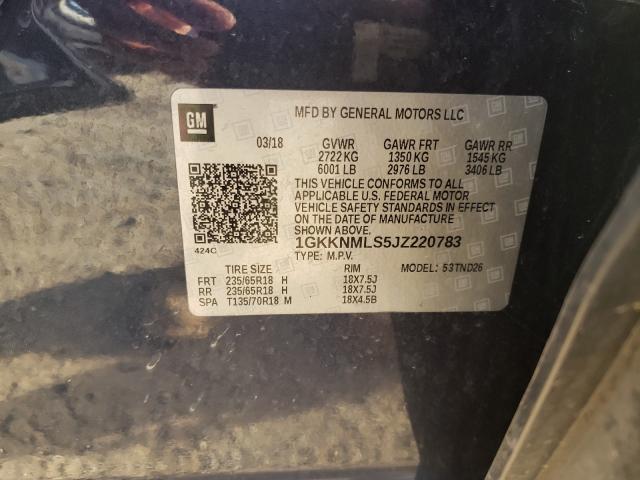 GM
MFD BY GENERAL MOTORS LLC
03/18 GVWR GAWR FRT GAWR RR
2722 KG 1350 KG 1545 KG
6001 LB 2976 LB 3406 LB
THIS VEHICLE CONFORMS TO ALL
APPLICABLE U.S. FEDERAL MOTOR
VEHICLE SAFETY STANDARDS IN EFFECT
ON THE DATE OF MANUFACTURE
SHOWN ABOVE.
424C
1GKKNMLS5JZ220783
TYPE: M.P.V. MODEL: 53TND26
TIRE SIZE RIM
FRT 235/65R18 H 18X7.5J
RR 235/65R18 H 18X7.5J
SPA T135/70R18 M 18X4.5B